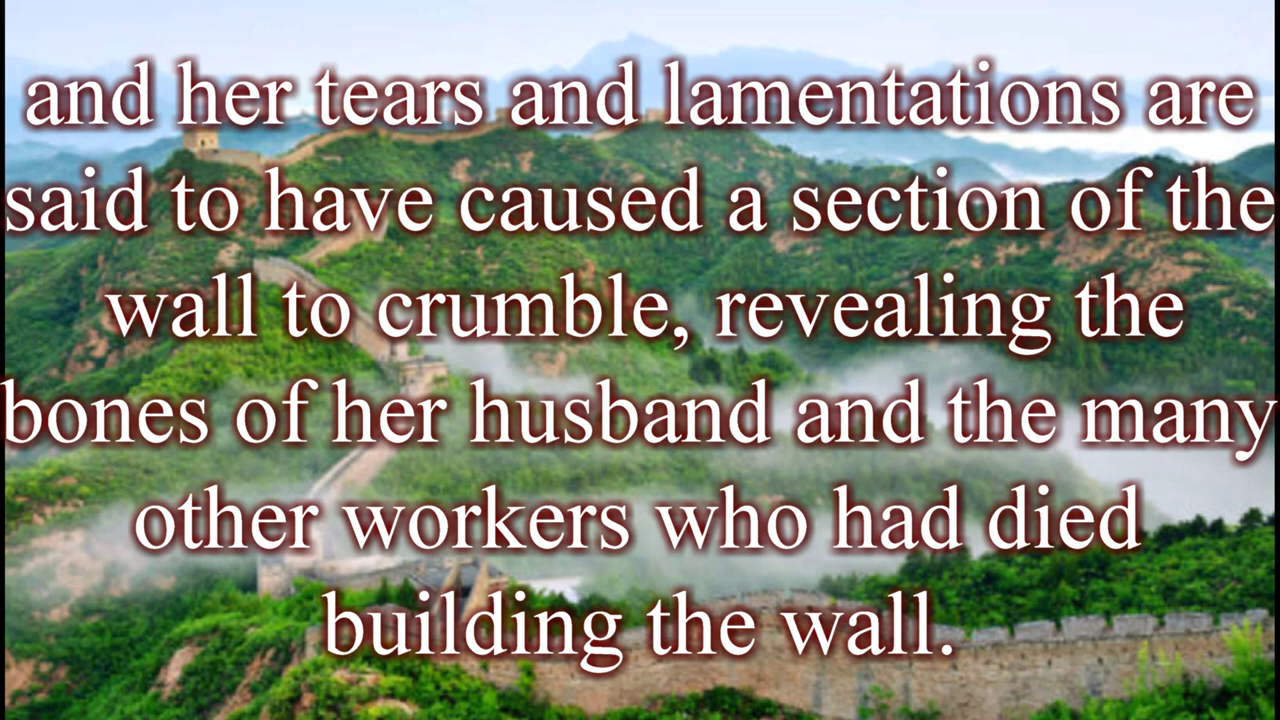 and her tears and lamentations are
said to have caused a section of the
wall to crumble, revealing the
bones of her husband and the many
other workers who had died
building the wall.